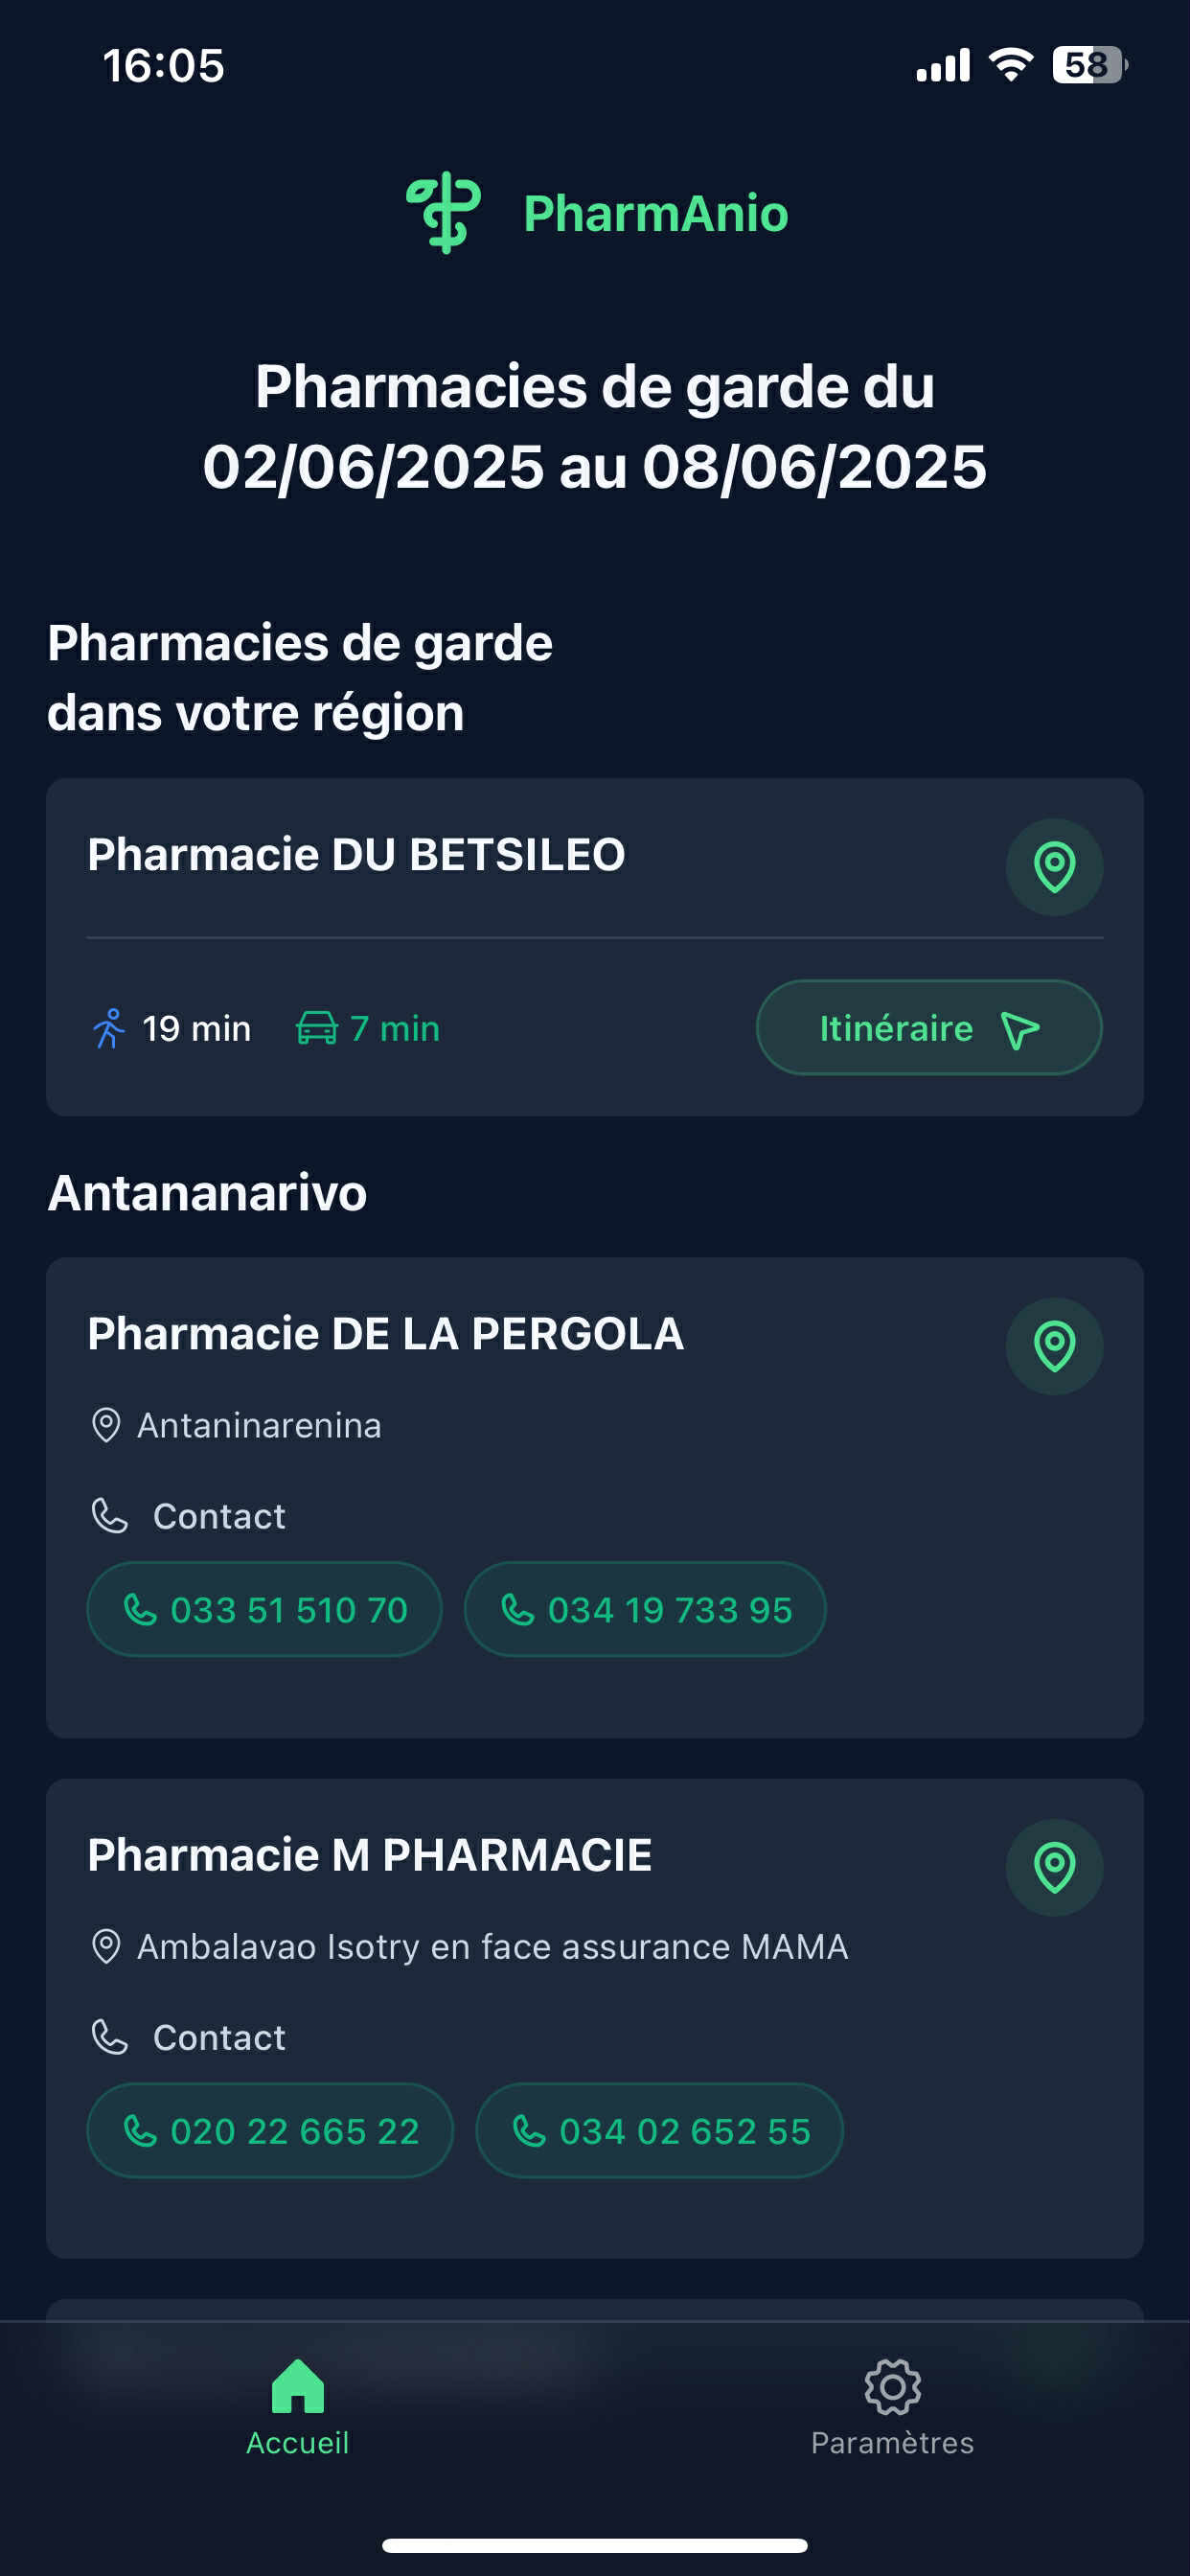 16:05
58
PharmAnio
Pharmacies de garde du
02/06/2025 au 08/06/2025
Pharmacies de garde
dans votre région
Pharmacie DU BETSILEO
19 min 7 min Itinéraire
Antananarivo
Pharmacie DE LA PERGOLA
Antaninarenina
Contact
033 51 510 70 034 19 733 95
Pharmacie M PHARMACIE
Ambalavao Isotry en face assurance MAMA
Contact
020 22 665 22 034 02 652 55
Accueil Paramètres